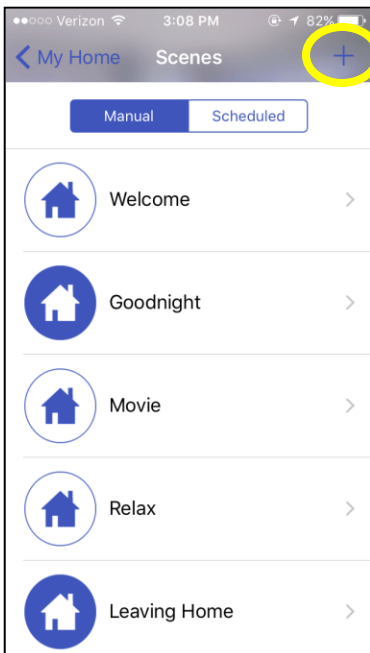 Verizon 3:08 PM 82%
My Home Scenes +
Manual Scheduled
Welcome
Goodnight
Movie
Relax
Leaving Home